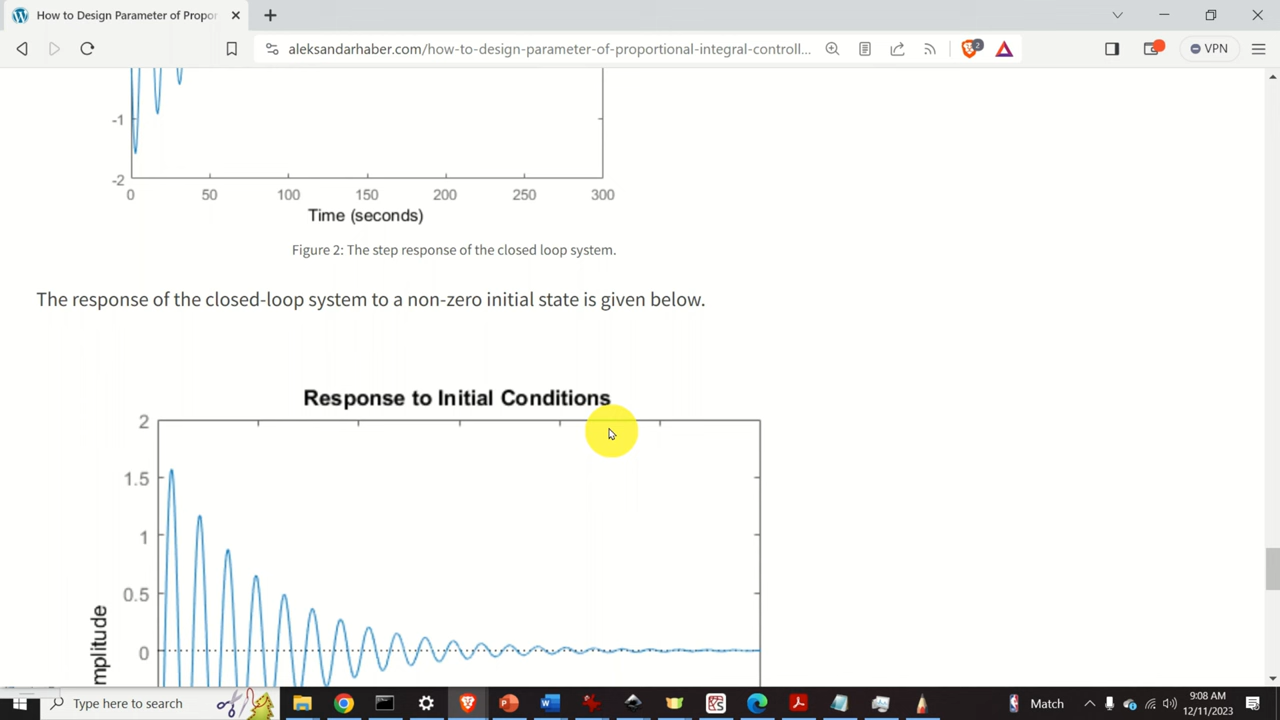 How to Design Parameter of Propor
aleksandarhaber.com/how-to-design-parameter-of-proportional-integral-controll...
2
VPN
-1
-2
0 50 100 150 200 250 300
Time (seconds)
Figure 2: The step response of the closed loop system.
The response of the closed-loop system to a non-zero initial state is given below.
Response to Initial Conditions
2
1.5
1
0.5
0
mplitude
Type here to search
Match
9:08 AM
12/11/2023